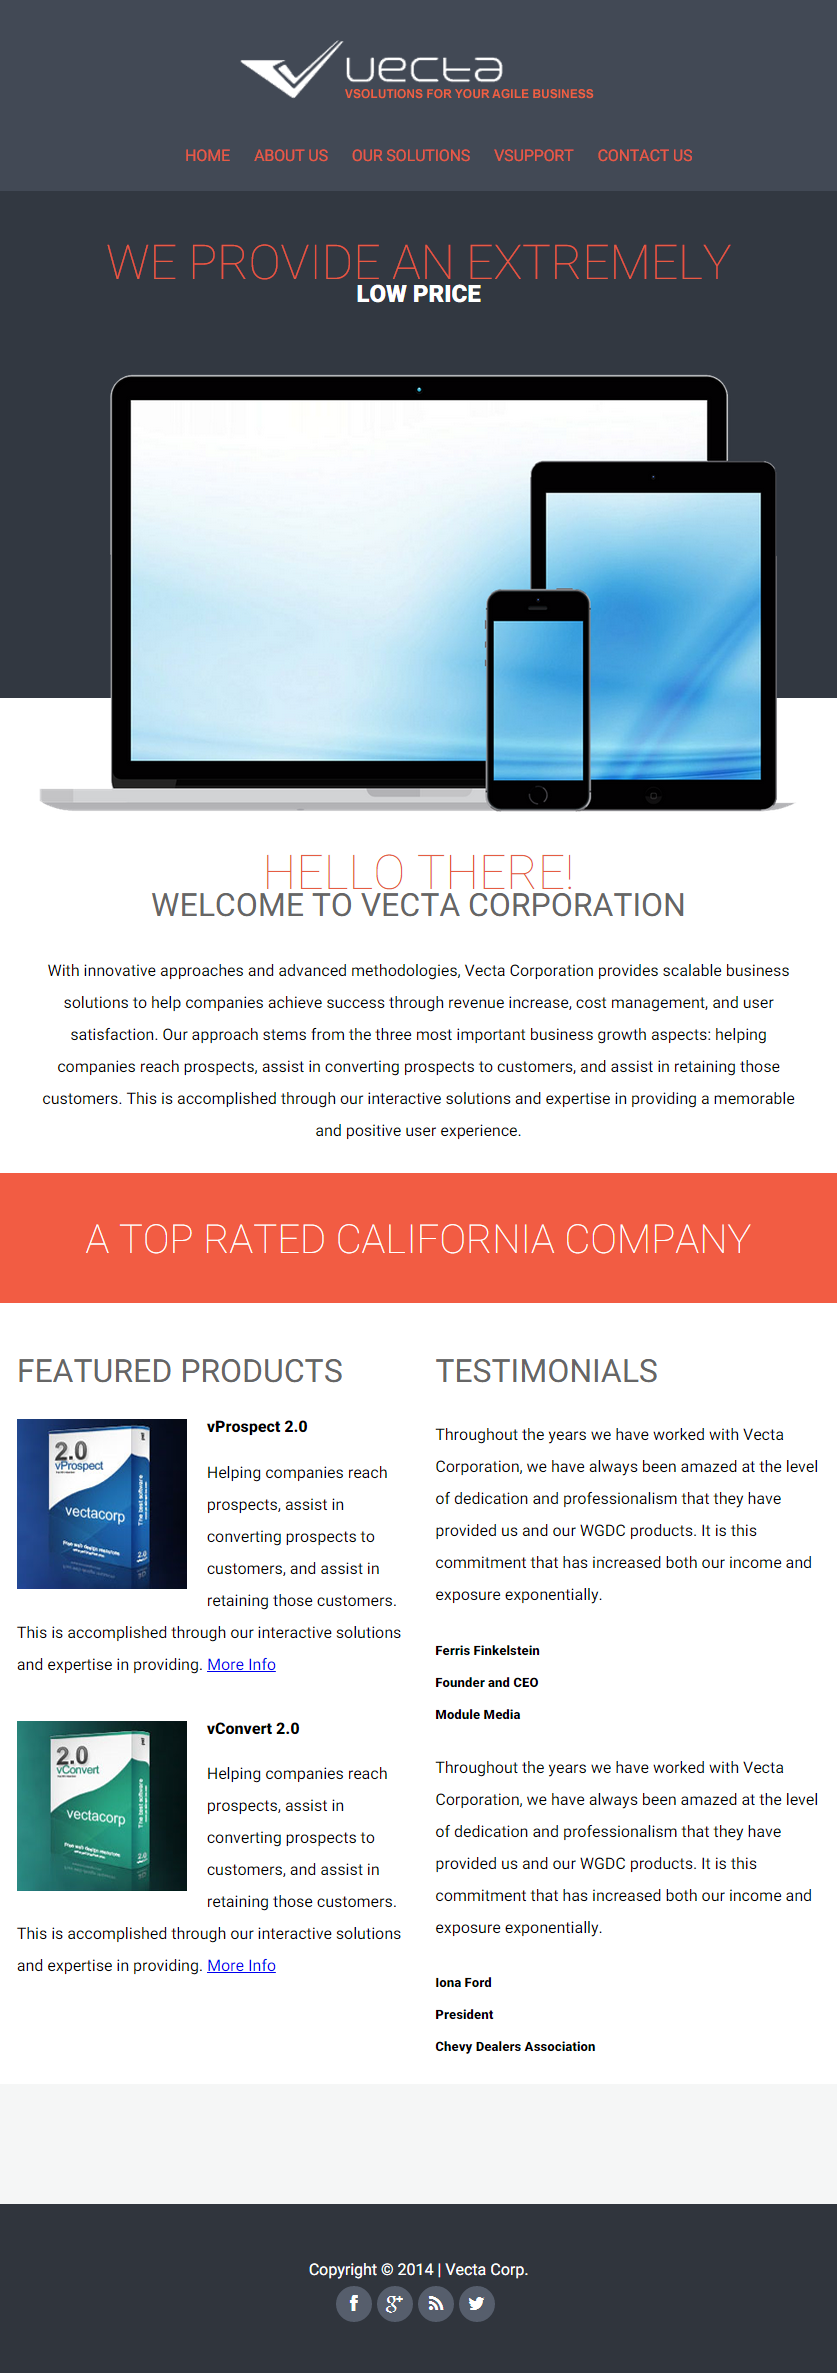 vecta
VSOLUTIONS FOR YOUR AGILE BUSINESS
HOME ABOUT US OUR SOLUTIONS VSUPPORT CONTACT US
WE PROVIDE AN EXTREMELY
LOW PRICE
HELLO THERE!
WELCOME TO VECTA CORPORATION
With innovative approaches and advanced methodologies, Vecta Corporation provides scalable business
solutions to help companies achieve success through revenue increase, cost management, and user
satisfaction. Our approach stems from the three most important business growth aspects: helping
companies reach prospects, assist in converting prospects to customers, and assist in retaining those
customers. This is accomplished through our interactive solutions and expertise in providing a memorable
and positive user experience.
A TOP RATED CALIFORNIA COMPANY
FEATURED PRODUCTS
2.0
vProspect
vectacorp
The best software
2.0
vProspect 2.0
Helping companies reach
prospects, assist in
converting prospects to
customers, and assist in
retaining those customers.
This is accomplished through our interactive solutions
and expertise in providing. More Info
2.0
vConvert
vectacorp
The best software
2.0
vConvert 2.0
Helping companies reach
prospects, assist in
converting prospects to
customers, and assist in
retaining those customers.
This is accomplished through our interactive solutions
and expertise in providing. More Info
TESTIMONIALS
Throughout the years we have worked with Vecta
Corporation, we have always been amazed at the level
of dedication and professionalism that they have
provided us and our WGDC products. It is this
commitment that has increased both our income and
exposure exponentially.
Ferris Finkelstein
Founder and CEO
Module Media
Throughout the years we have worked with Vecta
Corporation, we have always been amazed at the level
of dedication and professionalism that they have
provided us and our WGDC products. It is this
commitment that has increased both our income and
exposure exponentially.
Iona Ford
President
Chevy Dealers Association
Copyright © 2014 | Vecta Corp.